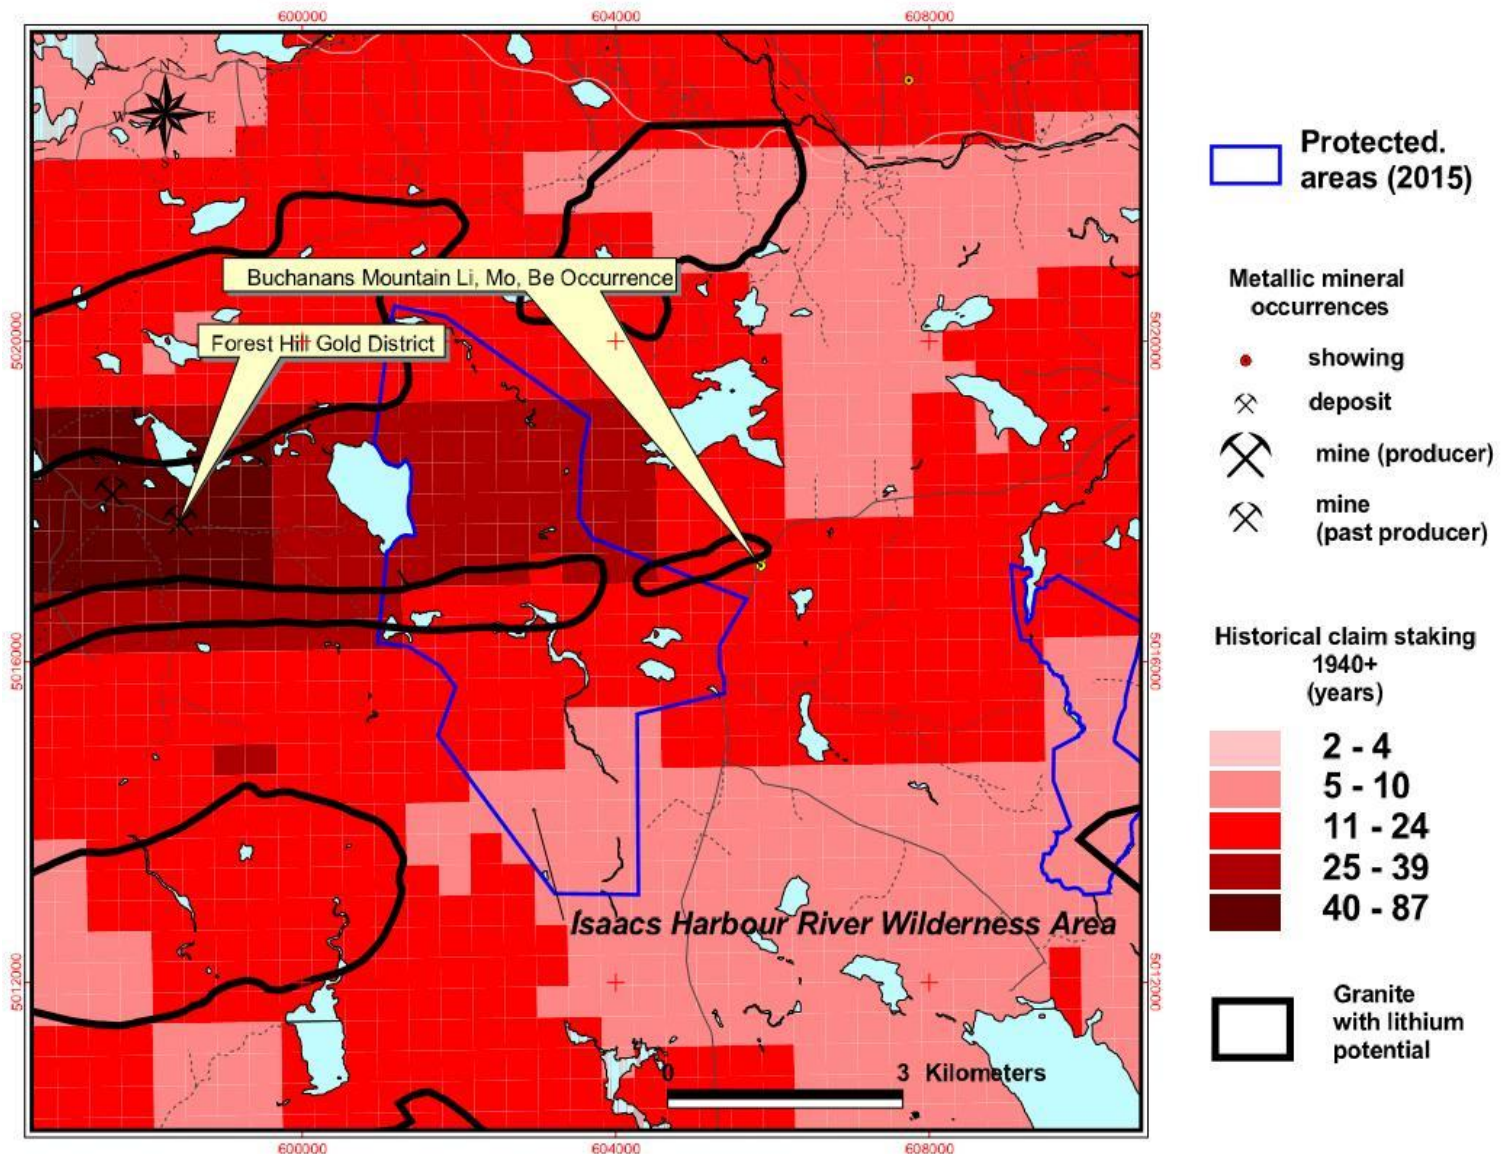 600000
604000
608000
N
W
E
S
Buchanans Mountain Li, Mo, Be Occurrence
Forest Hill Gold District
5020000
5020000
5016000
5016000
5012000
5012000
Isaacs Harbour River Wilderness Area
0
3 Kilometers
600000
604000
608000
Protected.
areas (2015)
Metallic mineral
occurrences
showing
deposit
mine (producer)
mine
(past producer)
Historical claim staking
1940+
(years)
2 - 4
5 - 10
11 - 24
25 - 39
40 - 87
Granite
with lithium
potential